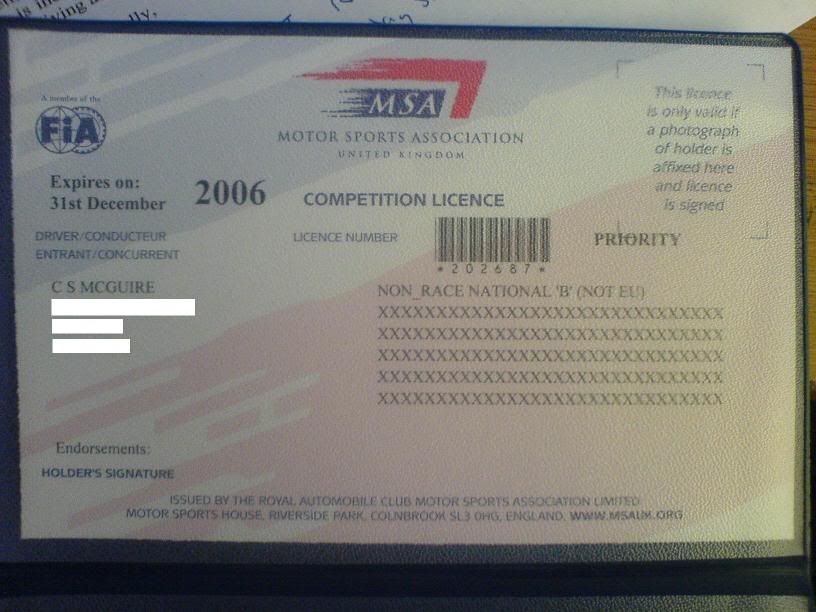 lly,
A member of the
FiA
MSA
MOTOR SPORTS ASSOCIATION
UNITED KINGDOM
This licence
is only valid if
a photograph
of holder is
affixed here
and licence
is signed
Expires on:
31st December 2006
COMPETITION LICENCE
DRIVER/CONDUCTEUR
ENTRANT/CONCURRENT
LICENCE NUMBER
*202687*
PRIORITY
C S MCGUIRE
NON_RACE NATIONAL 'B' (NOT EU)
XXXXXXXXXXXXXXXXXXXXXXXXXXXXXX
XXXXXXXXXXXXXXXXXXXXXXXXXXXXXX
XXXXXXXXXXXXXXXXXXXXXXXXXXXXXX
XXXXXXXXXXXXXXXXXXXXXXXXXXXXXX
XXXXXXXXXXXXXXXXXXXXXXXXXXXXXX
Endorsements:
HOLDER'S SIGNATURE
ISSUED BY THE ROYAL AUTOMOBILE CLUB MOTOR SPORTS ASSOCIATION LIMITED
MOTOR SPORTS HOUSE, RIVERSIDE PARK, COLNBROOK SL3 0HG, ENGLAND. WWW.MSAUK.ORG